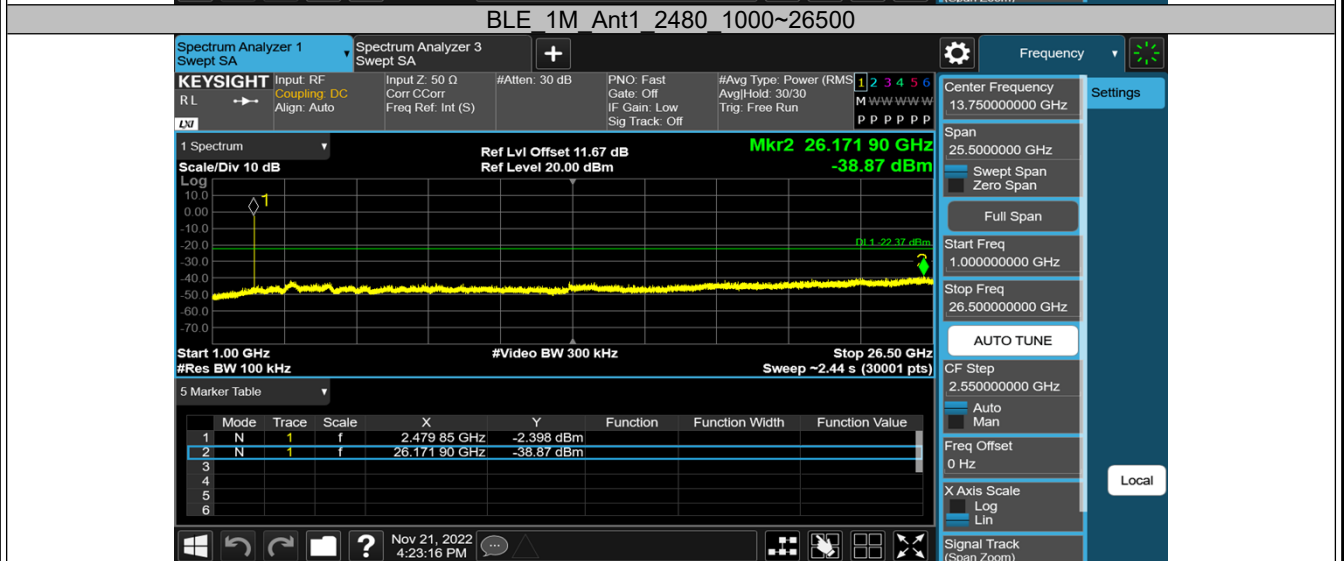 (Span Zoom)
BLE_1M_Ant1_2480_1000~26500
Spectrum Analyzer 1
Swept SA
Spectrum Analyzer 3
Swept SA
+
Frequency
KEYSIGHT
RL
LXI
Input: RF
Coupling: DC
Align: Auto
Input Z: 50 Ω
Corr CCorr
Freq Ref: Int (S)
#Atten: 30 dB
PNO: Fast
Gate: Off
IF Gain: Low
Sig Track: Off
#Avg Type: Power (RMS
Avg|Hold: 30/30
Trig: Free Run
1 2 3 4 5 6
M W W W W W
P P P P P P
Settings
1 Spectrum
Scale/Div 10 dB
Ref Lvl Offset 11.67 dB
Ref Level 20.00 dBm
Mkr2 26.171 90 GHz
-38.87 dBm
Log
10.0
0.00
-10.0
-20.0
-30.0
-40.0
-50.0
-60.0
-70.0
1
DL1 -22.37 dBm
2
Start 1.00 GHz
#Res BW 100 kHz
#Video BW 300 kHz
Stop 26.50 GHz
Sweep ~2.44 s (30001 pts)
5 Marker Table
Mode Trace Scale X Y Function Function Width Function Value
1 N 1 f 2.479 85 GHz -2.398 dBm
2 N 1 f 26.171 90 GHz -38.87 dBm
3
4
5
6
Center Frequency
13.750000000 GHz
Span
25.5000000 GHz
Swept Span
Zero Span
Full Span
Start Freq
1.000000000 GHz
Stop Freq
26.500000000 GHz
AUTO TUNE
CF Step
2.550000000 GHz
Auto
Man
Freq Offset
0 Hz
X Axis Scale
Log
Lin
Signal Track
(Span Zoom)
Local
?
Nov 21, 2022
4:23:16 PM